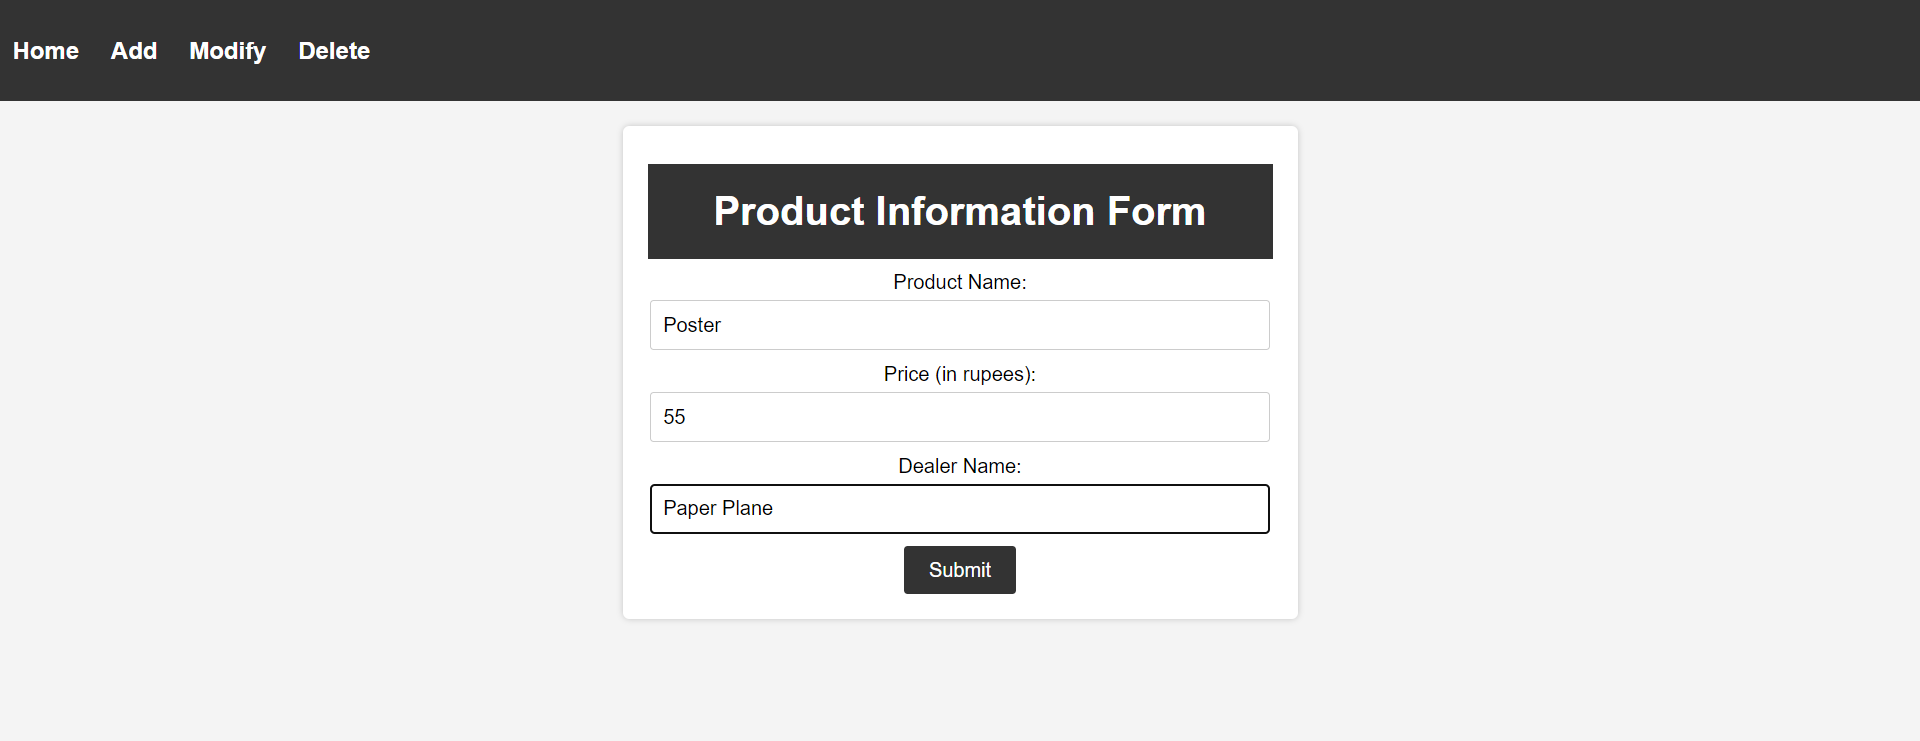 Home Add Modify Delete
Product Information Form
Product Name:
Poster
Price (in rupees):
55
Dealer Name:
Paper Plane
Submit